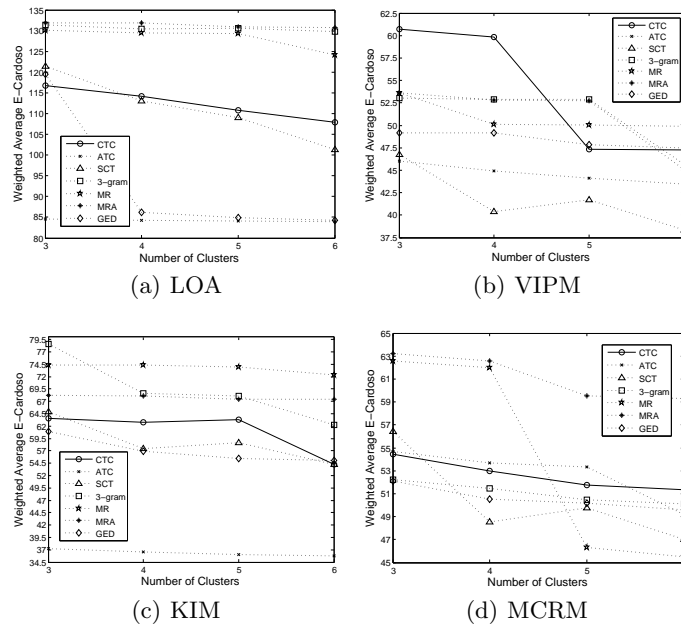 Weighted Average E−Cardoso
135
130
125
120
115
110
105
100
95
90
85
80
CTC
ATC
SCT
3−gram
MR
MRA
GED
3
4
5
6
Number of Clusters
(a) LOA
Weighted Average E−Cardoso
62.5
60
57.5
55
52.5
50
47.5
45
42.5
40
37.5
CTC
ATC
SCT
3−gram
MR
MRA
GED
3
4
5
Number of Clusters
(b) VIPM
Weighted Average E−Cardoso
79.5
77
74.5
72
69.5
67
64.5
62
59.5
57
54.5
52
49.5
47
44.5
42
39.5
37
34.5
CTC
ATC
SCT
3−gram
MR
MRA
GED
3
4
5
6
Number of Clusters
(c) KIM
Weighted Average E−Cardoso
65
63
61
59
57
55
53
51
49
47
45
CTC
ATC
SCT
3−gram
MR
MRA
GED
3
4
5
Number of Clusters
(d) MCRM